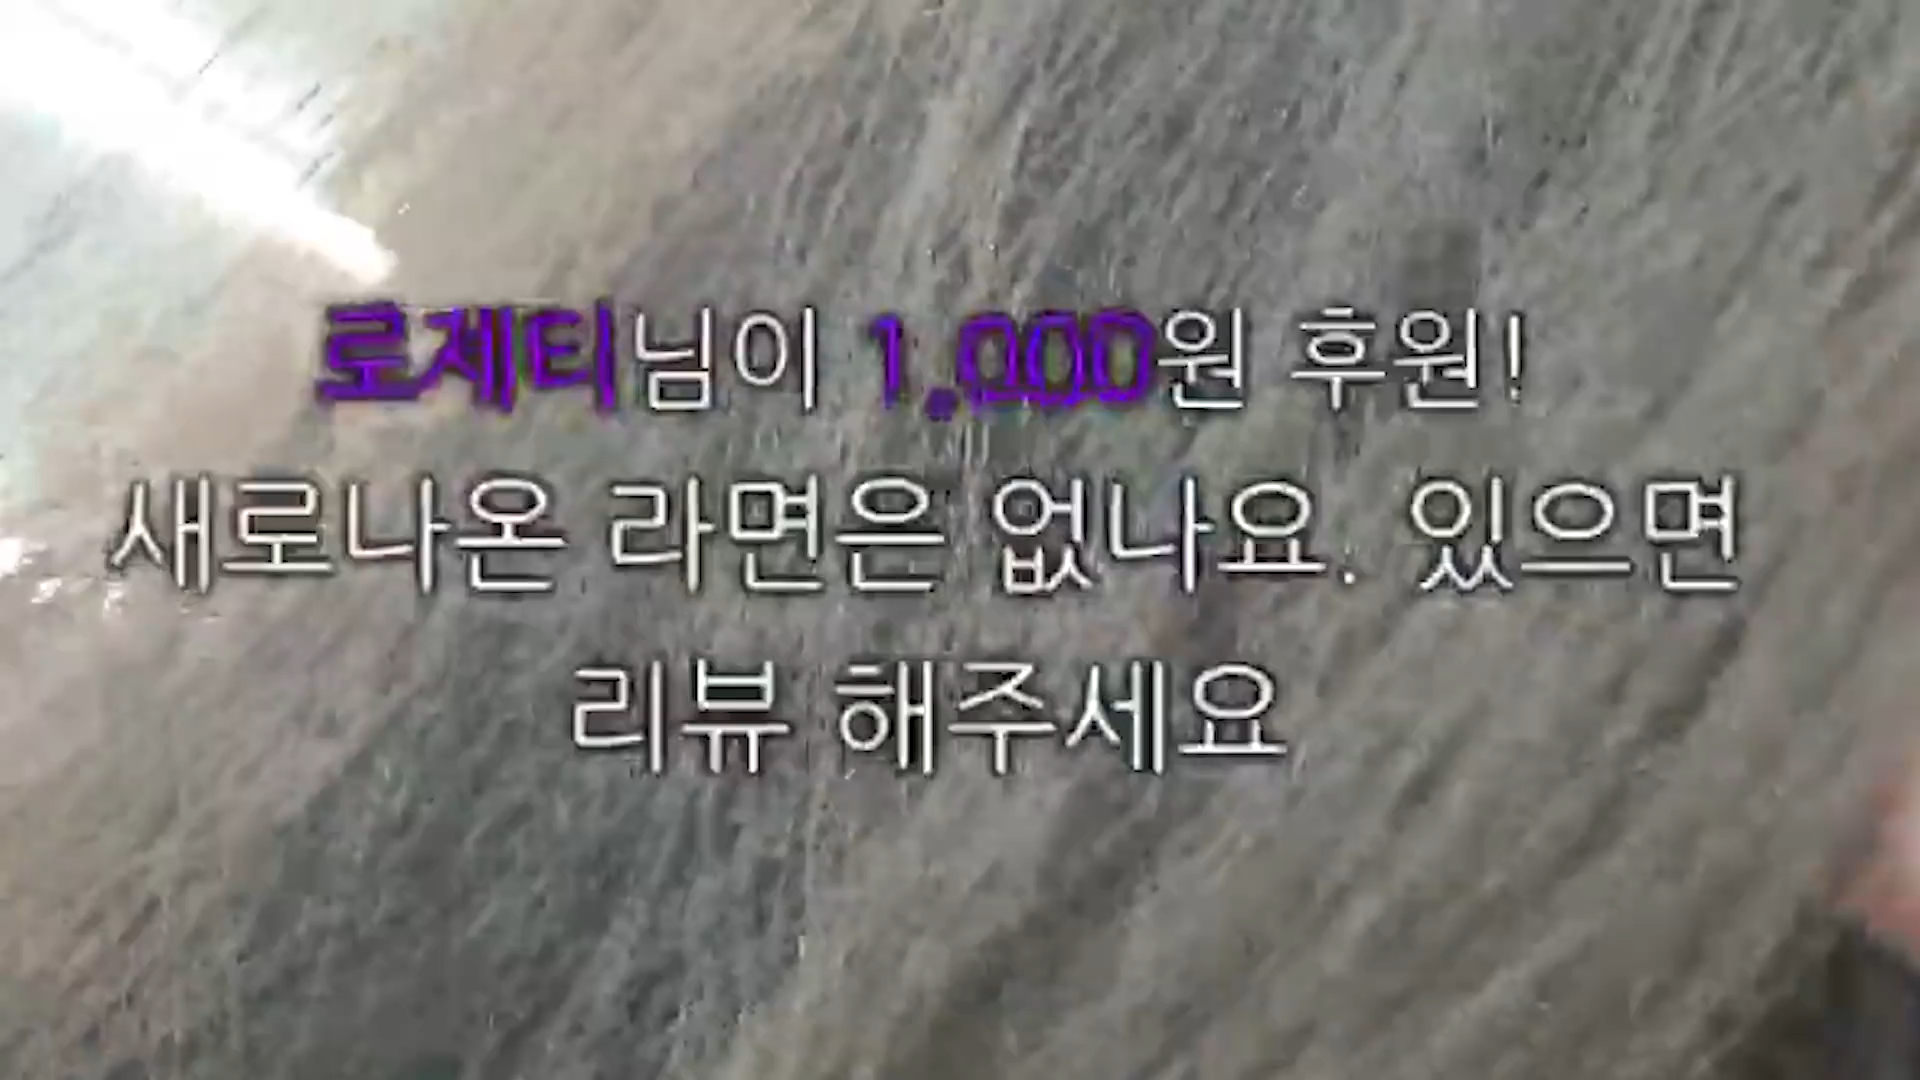 로제티님이 1,000원 후원!
새로나온 라면은 없나요. 있으면
리뷰 해주세요